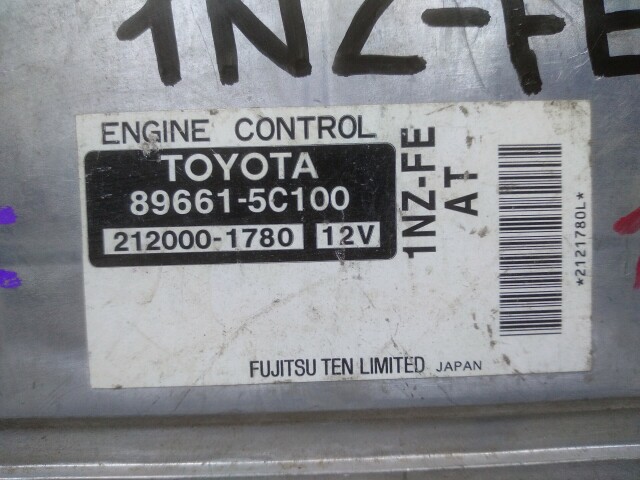 1NZ-FE
ENGINE CONTROL
TOYOTA
89661-5C100
212000-1780 12V
1NZ-FE
AT
*2121780L*
FUJITSU TEN LIMITED JAPAN